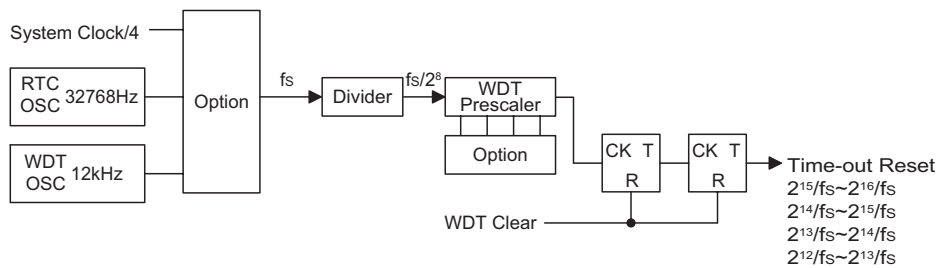 System Clock/4
RTC OSC 32768Hz
WDT OSC 12kHz
Option
fS
Divider
fS/2⁸
WDT Prescaler
Option
CK T
R
CK T
R
WDT Clear
Time-out Reset
2¹⁵/fS~2¹⁶/fS
2¹⁴/fS~2¹⁵/fS
2¹³/fS~2¹⁴/fS
2¹²/fS~2¹³/fS